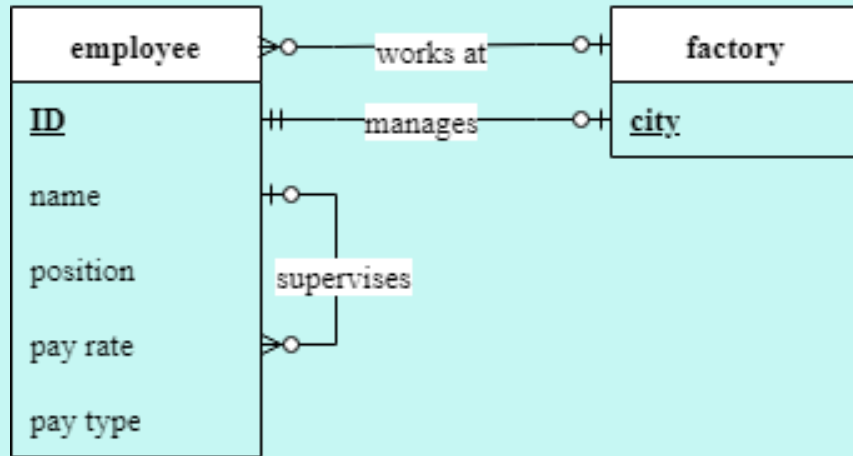 employee
works at
factory
ID
manages
city
name
position
supervises
pay rate
pay type